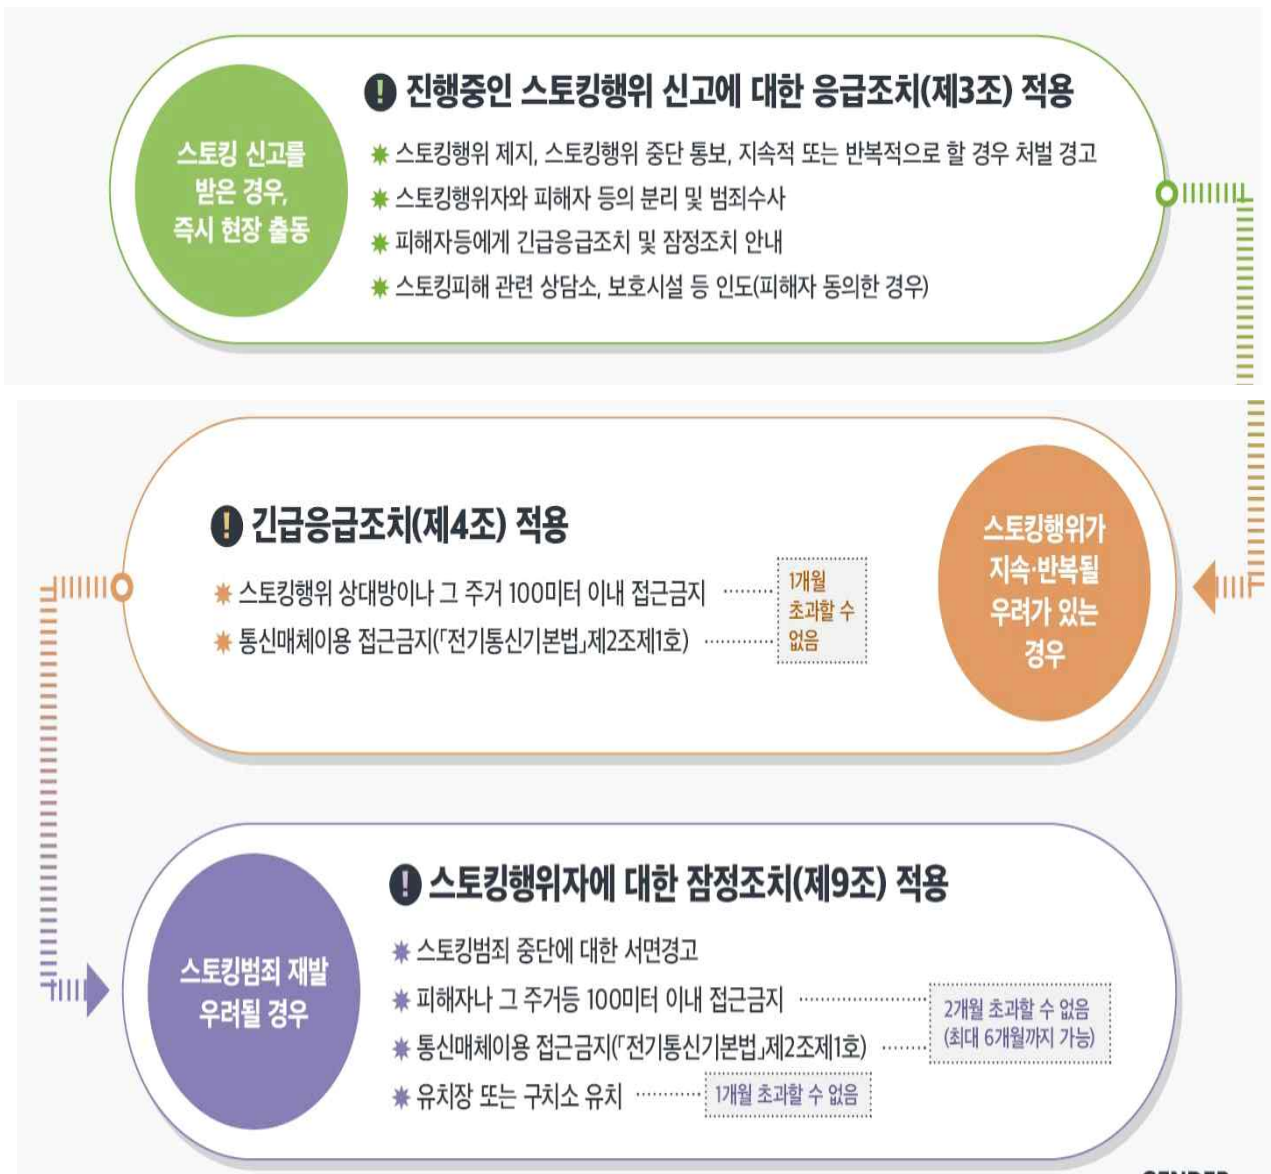 스토킹 신고를
받은 경우,
즉시 현장 출동
! 진행중인 스토킹행위 신고에 대한 응급조치(제3조) 적용
스토킹행위 제지, 스토킹행위 중단 통보, 지속적 또는 반복적으로 할 경우 처벌 경고
스토킹행위자와 피해자 등의 분리 및 범죄수사
피해자등에게 긴급응급조치 및 잠정조치 안내
스토킹피해 관련 상담소, 보호시설 등 인도(피해자 동의한 경우)
! 긴급응급조치(제4조) 적용
스토킹행위 상대방이나 그 주거 100미터 이내 접근금지
통신매체이용 접근금지(「전기통신기본법」제2조제1호)
1개월
초과할 수
없음
스토킹행위가
지속·반복될
우려가 있는
경우
스토킹범죄 재발
우려될 경우
! 스토킹행위자에 대한 잠정조치(제9조) 적용
스토킹범죄 중단에 대한 서면경고
피해자나 그 주거등 100미터 이내 접근금지
통신매체이용 접근금지(「전기통신기본법」제2조제1호)
2개월 초과할 수 없음
(최대 6개월까지 가능)
유치장 또는 구치소 유치
1개월 초과할 수 없음